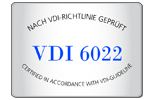 NACH VDI-RICHTLINIE GEPRÜFT
VDI 6022
CERTIFIED IN ACCORDANCE WITH VDI-GUIDELINE